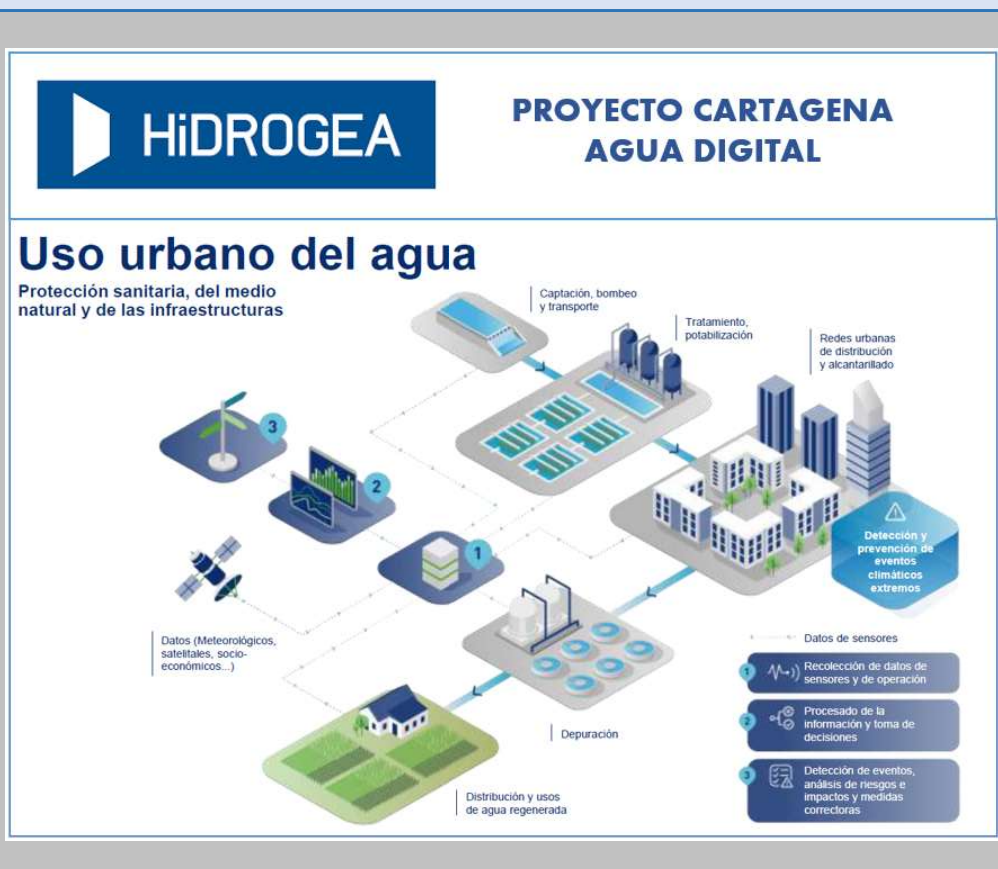 HiDROGEA
PROYECTO CARTAGENA
AGUA DIGITAL
Uso urbano del agua
Protección sanitaria, del medio
natural y de las infraestructuras
Captación, bombeo
y transporte
Tratamiento,
potabilización
Redes urbanas
de distribución
y alcantarillado
3
2
1
Detección y
prevención de
eventos
climáticos
extremos
Datos (Meteorológicos,
satelitales, socio-
económicos...)
Depuración
Distribución y usos
de agua regenerada
Datos de sensores
1
Recolección de datos de
sensores y de operación
2
Procesado de la
información y toma de
decisiones
3
Detección de eventos,
análisis de riesgos e
impactos y medidas
correctoras